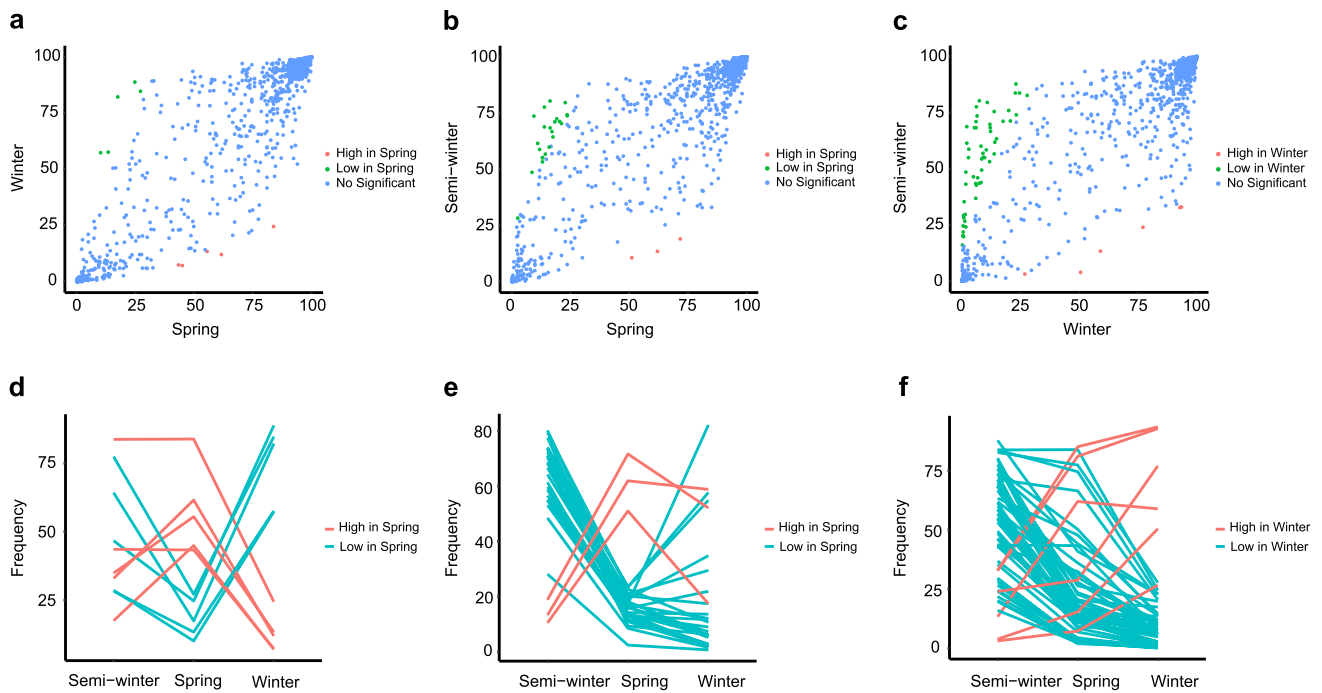 a
100
75
50
25
0
Winter
0 25 50 75 100
Spring
High in Spring
Low in Spring
No Significant
b
100
75
50
25
0
Semi−winter
0 25 50 75 100
Spring
High in Spring
Low in Spring
No Significant
c
100
75
50
25
0
Semi−winter
0 25 50 75 100
Winter
High in Winter
Low in Winter
No Significant
d
75
50
25
Frequency
Semi−winter Spring Winter
High in Spring
Low in Spring
e
80
60
40
20
0
Frequency
Semi−winter Spring Winter
High in Spring
Low in Spring
f
75
50
25
0
Frequency
Semi−winter Spring Winter
High in Winter
Low in Winter